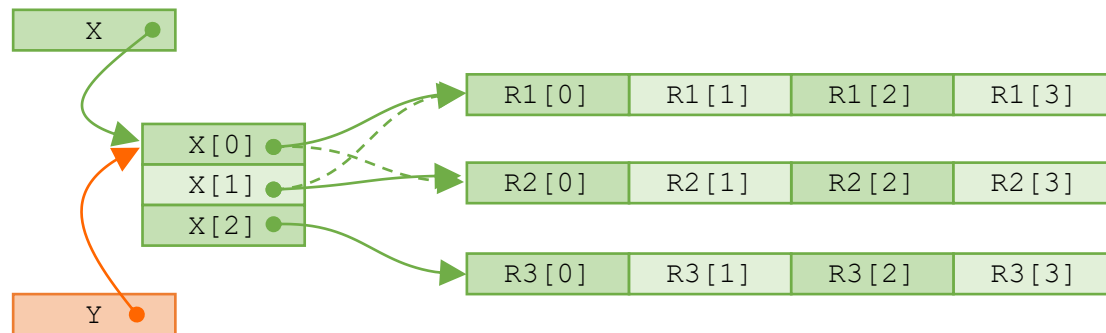 X
R1[0] R1[1] R1[2] R1[3]
X[0]
X[1]
R2[0] R2[1] R2[2] R2[3]
X[2]
R3[0] R3[1] R3[2] R3[3]
Y